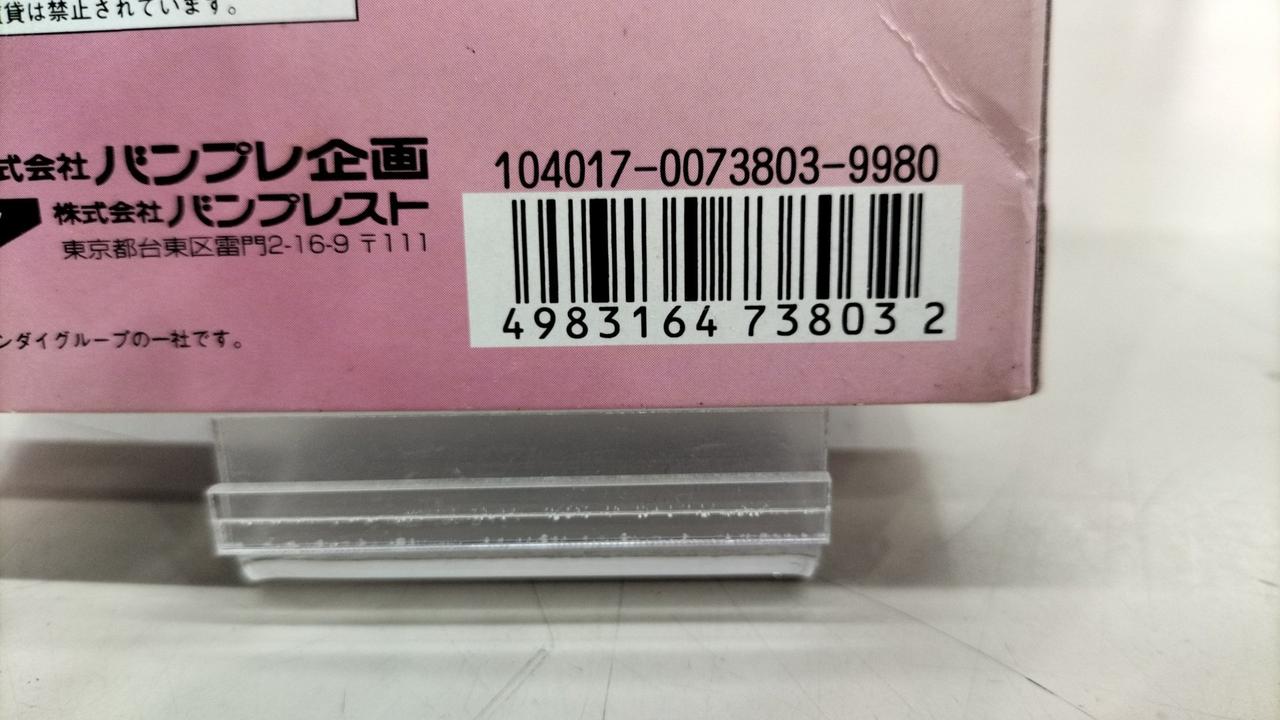 貸は禁止されています。
式会社バンプレ企画
株式会社バンプレスト
東京都台東区雷門2-16-9 〒111
ンダイグループの一社です。
104017-0073803-9980
4983164 73803 2